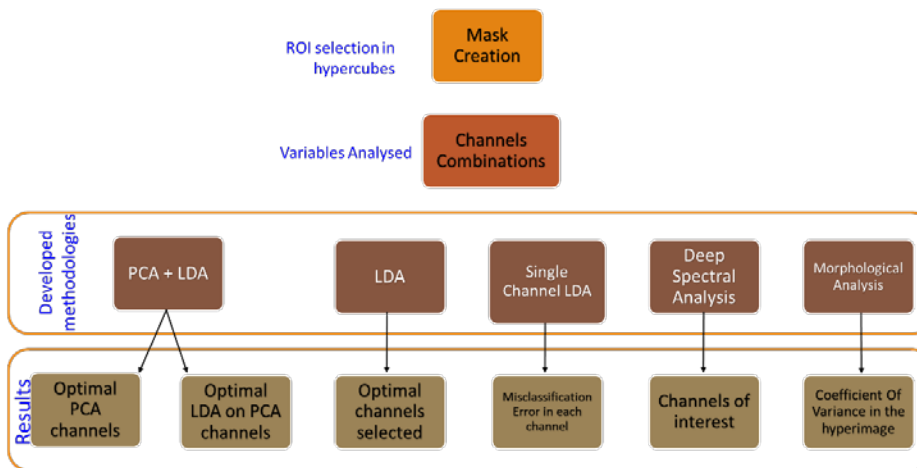 ROI selection in
hypercubes
Mask
Creation
Variables Analysed
Channels
Combinations
Developed
methodologies
PCA + LDA
LDA
Single
Channel LDA
Deep
Spectral
Analysis
Morphological
Analysis
Results
Optimal
PCA
channels
Optimal
LDA on PCA
channels
Optimal
channels
selected
Misclassification
Error in each
channel
Channels of
interest
Coefficient Of
Variance in the
hyperimage